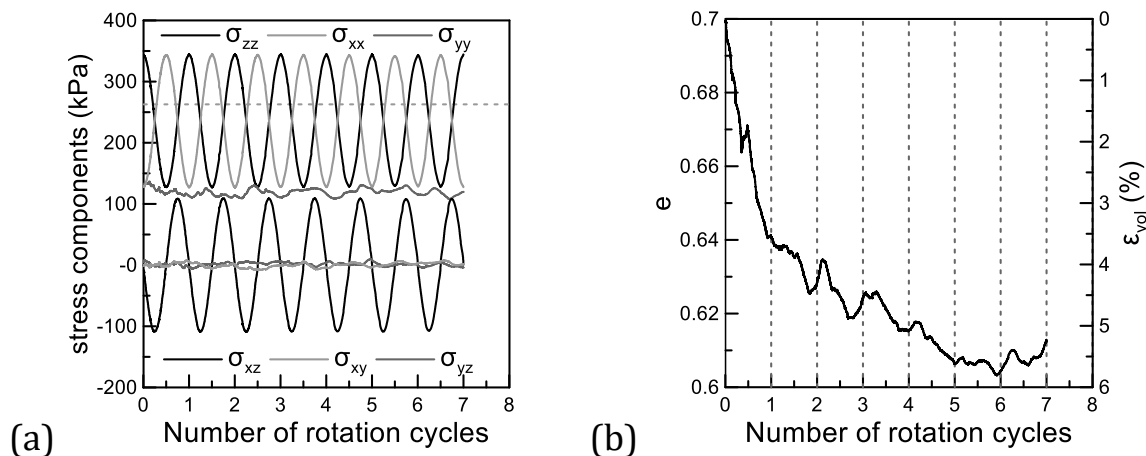 400
300
200
100
-0
-100
-200
stress components (kPa)
σzz σxx σyy
σxz σxy σyz
0 1 2 3 4 5 6 7 8
Number of rotation cycles
(a)
0.7
0.68
0.66
0.64
0.62
0.6
e
0
1
2
3
4
5
6
εvol (%)
0 1 2 3 4 5 6 7 8
Number of rotation cycles
(b)